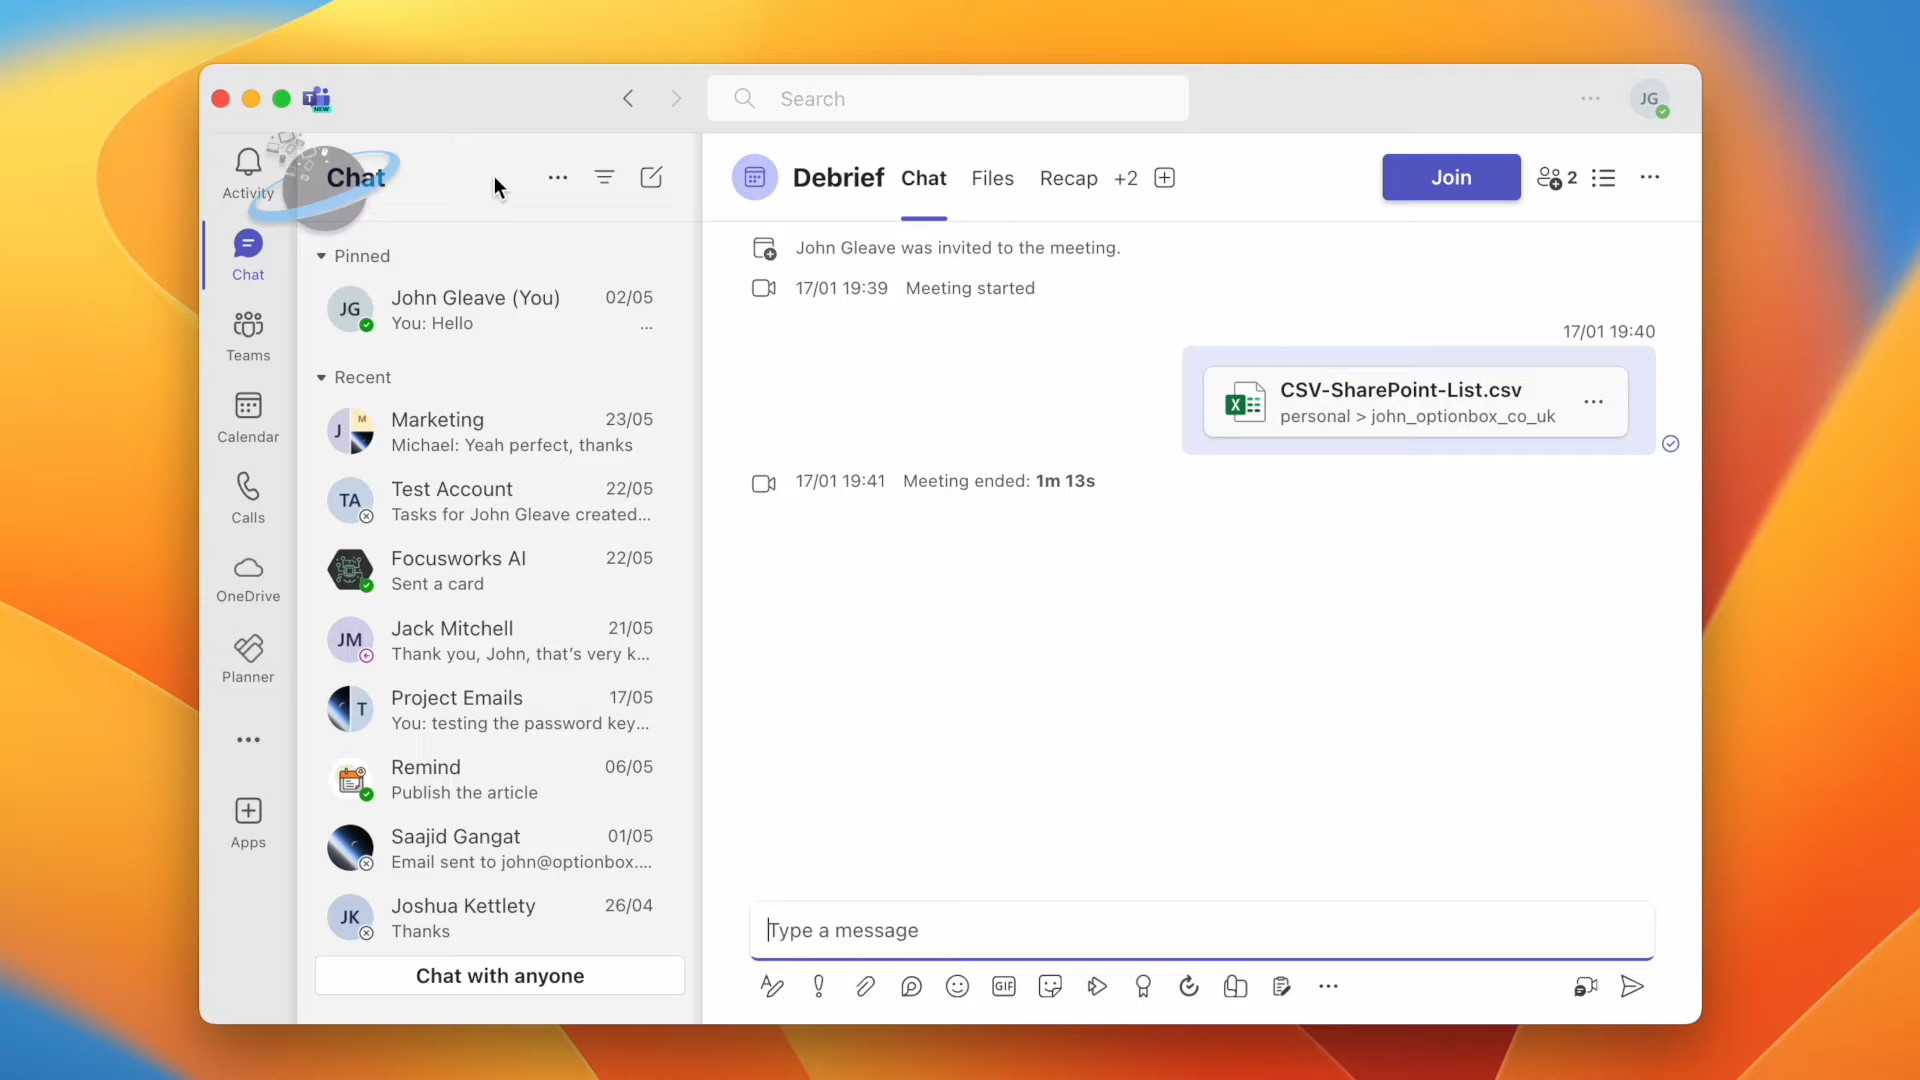 Search
JG
Activity
Chat
Teams
Calendar
Calls
OneDrive
Planner
Apps
Chat
Pinned
JG
John Gleave (You) 02/05
You: Hello ...
Recent
J M
Marketing 23/05
Michael: Yeah perfect, thanks
TA
Test Account 22/05
Tasks for John Gleave created...
Focusworks AI 22/05
Sent a card
JM
Jack Mitchell 21/05
Thank you, John, that's very k...
T
Project Emails 17/05
You: testing the password key...
Remind 06/05
Publish the article
Saajid Gangat 01/05
Email sent to john@optionbox....
JK
Joshua Kettlety 26/04
Thanks
Chat with anyone
Debrief Chat Files Recap +2 Join 2
John Gleave was invited to the meeting.
17/01 19:39 Meeting started
17/01 19:40
CSV-SharePoint-List.csv
personal > john_optionbox_co_uk
17/01 19:41 Meeting ended: 1m 13s
Type a message
GIF